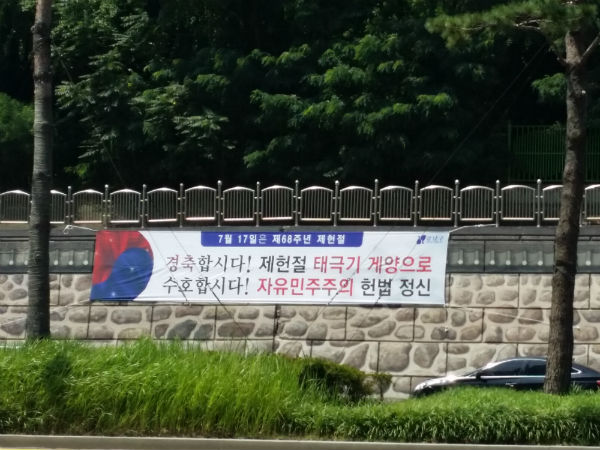 7월 17일은 제68주년 제헌절
경축합시다! 제헌절 태극기 게양으로
수호합시다! 자유민주주의 헌법 정신